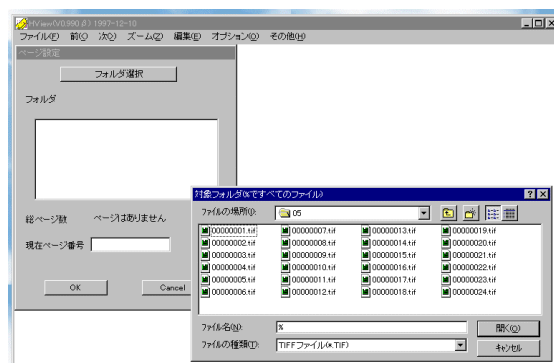 HView(V0.990 β) 1997-12-10
ファイル(F) 前(<) 次(>) ズーム(Z) 編集(E) オプション(O) その他(H)
ページ設定
フォルダ選択
フォルダ
総ページ数 ページはありません
現在ページ番号
OK Cancel
対象フォルダ(%ですべてのファイル)
ファイルの場所(I): 05
00000001.tif 00000007.tif 00000013.tif 00000019.tif
00000002.tif 00000008.tif 00000014.tif 00000020.tif
00000003.tif 00000009.tif 00000015.tif 00000021.tif
00000004.tif 00000010.tif 00000016.tif 00000022.tif
00000005.tif 00000011.tif 00000017.tif 00000023.tif
00000006.tif 00000012.tif 00000018.tif 00000024.tif
ファイル名(N): % 開く(O)
ファイルの種類(T): TIFFファイル(*.TIF) キャンセル